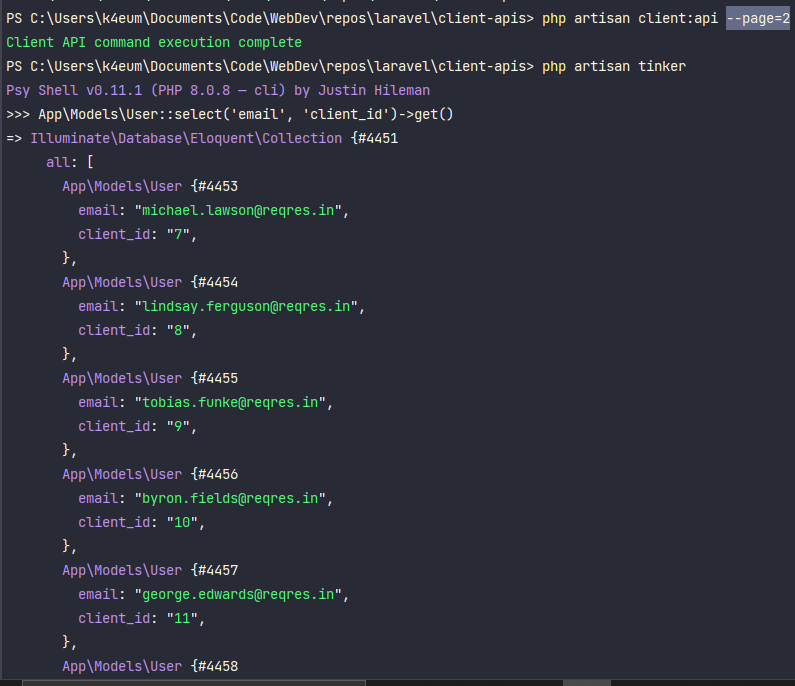 PS C:\Users\k4eum\Documents\Code\WebDev\repos\laravel\client-apis> php artisan client:api --page=2
Client API command execution complete
PS C:\Users\k4eum\Documents\Code\WebDev\repos\laravel\client-apis> php artisan tinker
Psy Shell v0.11.1 (PHP 8.0.8 — cli) by Justin Hileman
>>> App\Models\User::select('email', 'client_id')->get()
=> Illuminate\Database\Eloquent\Collection {#4451
     all: [
       App\Models\User {#4453
         email: "michael.lawson@reqres.in",
         client_id: "7",
       },
       App\Models\User {#4454
         email: "lindsay.ferguson@reqres.in",
         client_id: "8",
       },
       App\Models\User {#4455
         email: "tobias.funke@reqres.in",
         client_id: "9",
       },
       App\Models\User {#4456
         email: "byron.fields@reqres.in",
         client_id: "10",
       },
       App\Models\User {#4457
         email: "george.edwards@reqres.in",
         client_id: "11",
       },
       App\Models\User {#4458